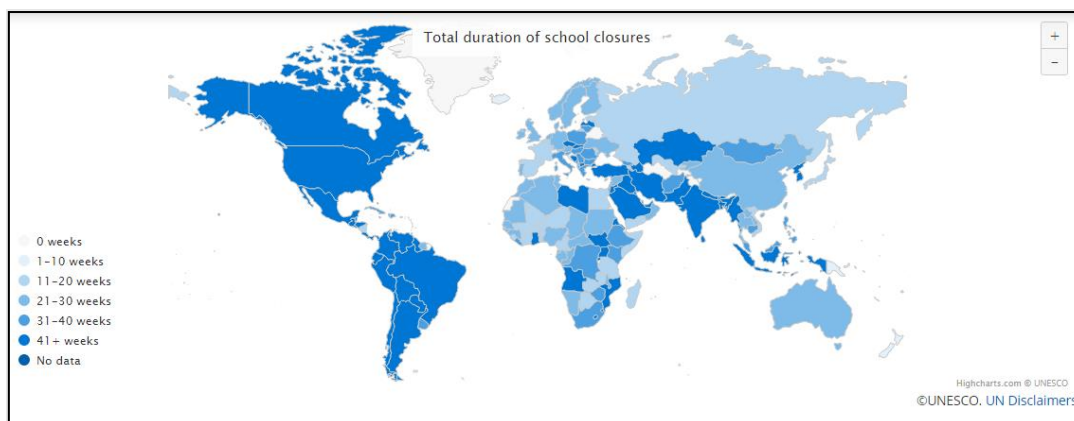 Total duration of school closures
+
−
0 weeks
1–10 weeks
11–20 weeks
21–30 weeks
31–40 weeks
41+ weeks
No data
Highcharts.com © UNESCO
©UNESCO. UN Disclaimers